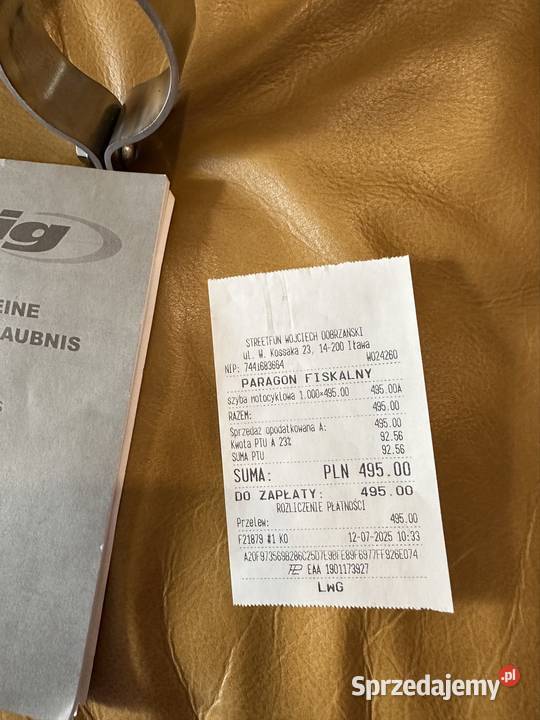 ig
EINE
AUBNIS
S
STREETFUN WOJCIECH DOBRZAŃSKI
ul. W. Kossaka 23, 14-200 Iława
NIP: 7441683664 W024260
PARAGON FISKALNY
szyba motocyklowa 1.000×495.00 495.00A
RAZEM: 495.00
Sprzedaż opodatkowana A: 495.00
Kwota PTU A 23% 92.56
SUMA PTU 92.56
SUMA: PLN 495.00
DO ZAPŁATY: 495.00
ROZLICZENIE PŁATNOŚCI
Przelew: 495.00
F21879 #1 KO 12-07-2025 10:33
A20F973569B286C25D7E9BFE89F6977FF926E074
EAA 1901173927
LWG
Sprzedajemy.pl